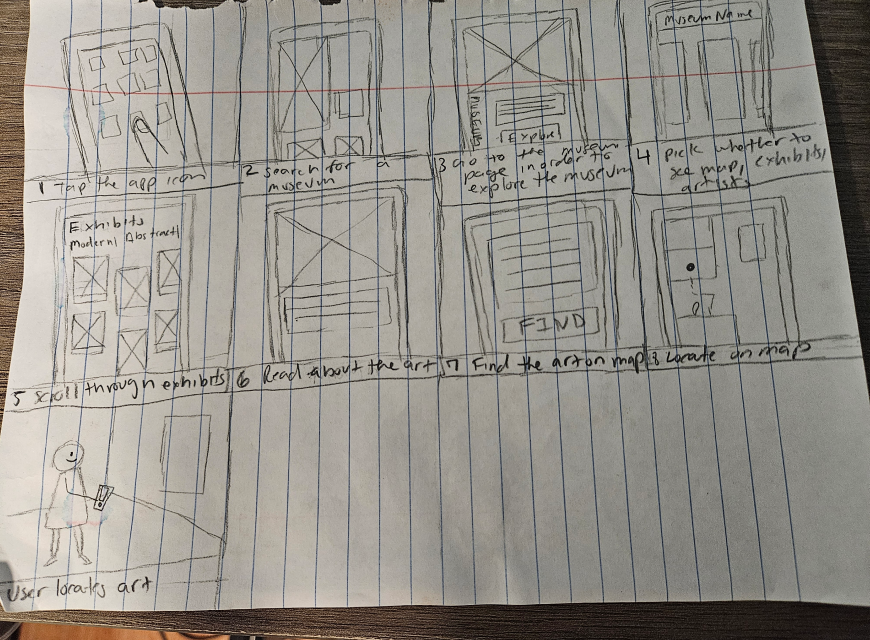 1 Tap the app icon
2 search for a
museum
MUSEUM
Explore
3 Go to the museum
page in order to
explore the museum
Museum Name
4 pick whether to
see map, exhibits,
artists
Exhibits
Modern| Abstract|
5 scroll through exhibits
6 Read about the art
FIND
7 Find the art on map
8 Locate on map
User locates art